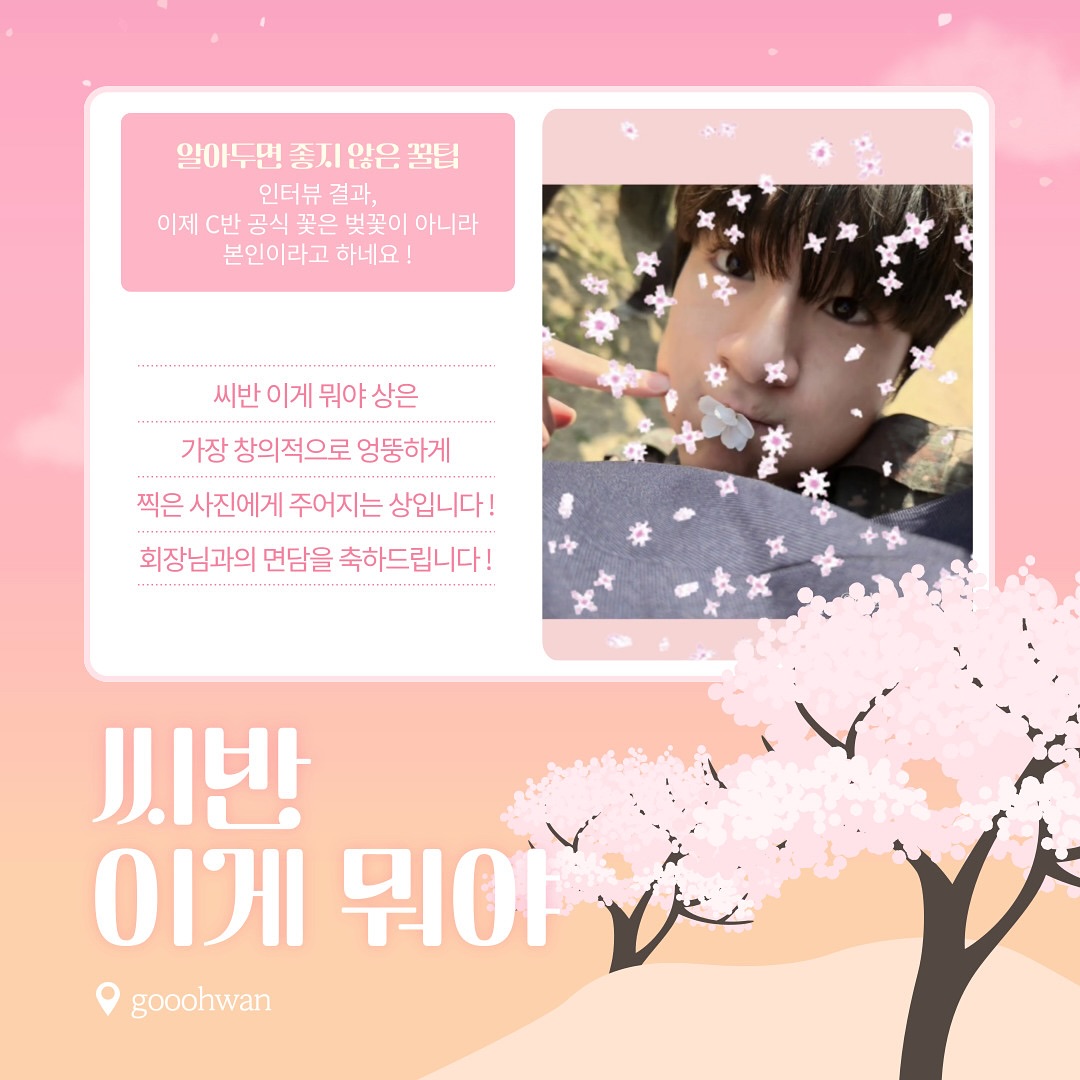 알아두면 좋지 않은 꿀팁
인터뷰 결과,
이제 C반 공식 꽃은 벚꽃이 아니라
본인이라고 하네요 !
씨반 이게 뭐야 상은
가장 창의적으로 엉뚱하게
찍은 사진에게 주어지는 상입니다 !
회장님과의 면담을 축하드립니다 !
씨반
이게 뭐야
gooohwan